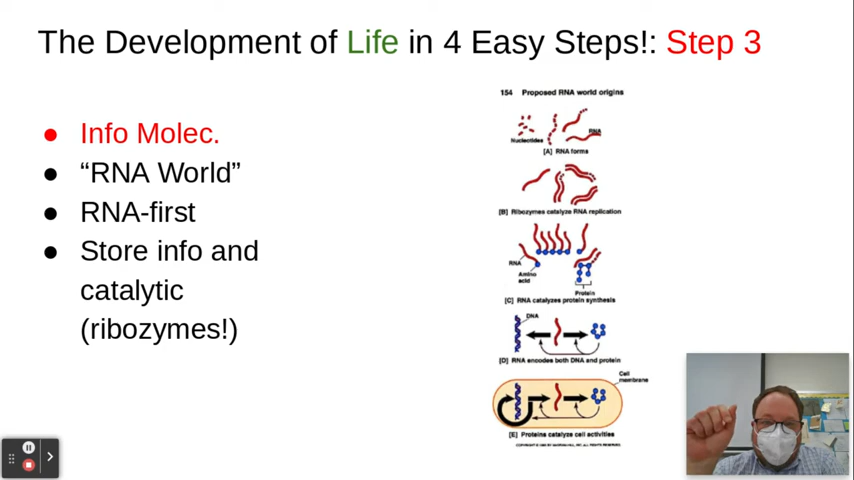 The Development of Life in 4 Easy Steps!: Step 3
● Info Molec.
● “RNA World”
● RNA-first
● Store info and
catalytic
(ribozymes!)
154 Proposed RNA world origins
Nucleotides
RNA
[A] RNA forms
[B] Ribozymes catalyze RNA replication
RNA
Amino
acid
Protein
[C] RNA catalyzes protein synthesis
DNA
[D] RNA encodes both DNA and protein
Cell
membrane
[E] Proteins catalyze cell activities